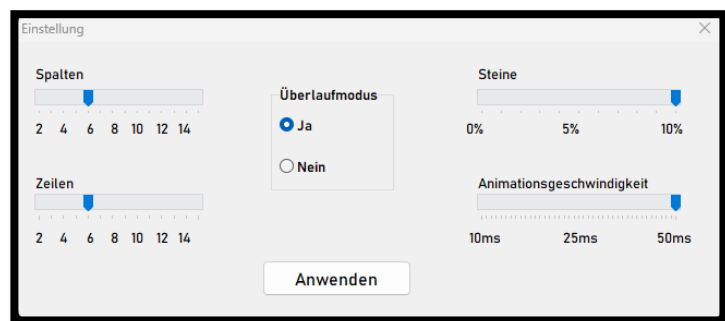 Einstellung
Spalten
2 4 6 8 10 12 14
Zeilen
2 4 6 8 10 12 14
Überlaufmodus
Ja
Nein
Steine
0% 5% 10%
Animationsgeschwindigkeit
10ms 25ms 50ms
Anwenden